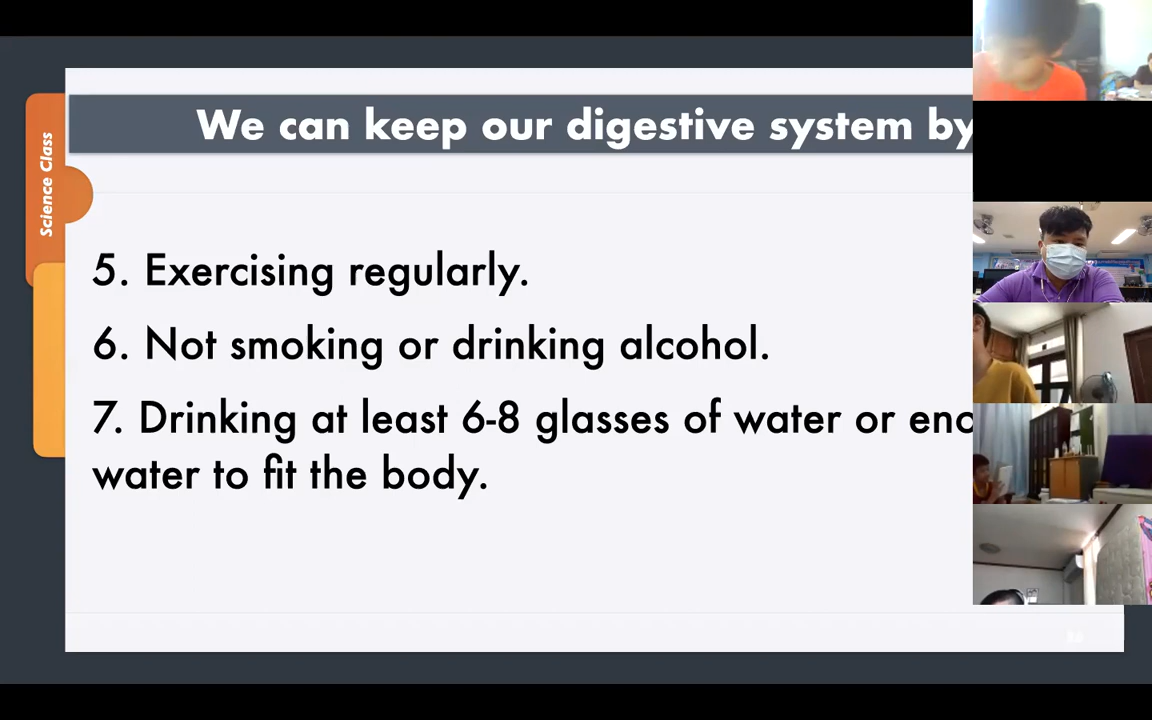 We can keep our digestive system by
Science Class
5. Exercising regularly.
6. Not smoking or drinking alcohol.
7. Drinking at least 6-8 glasses of water or
water to fit the body.